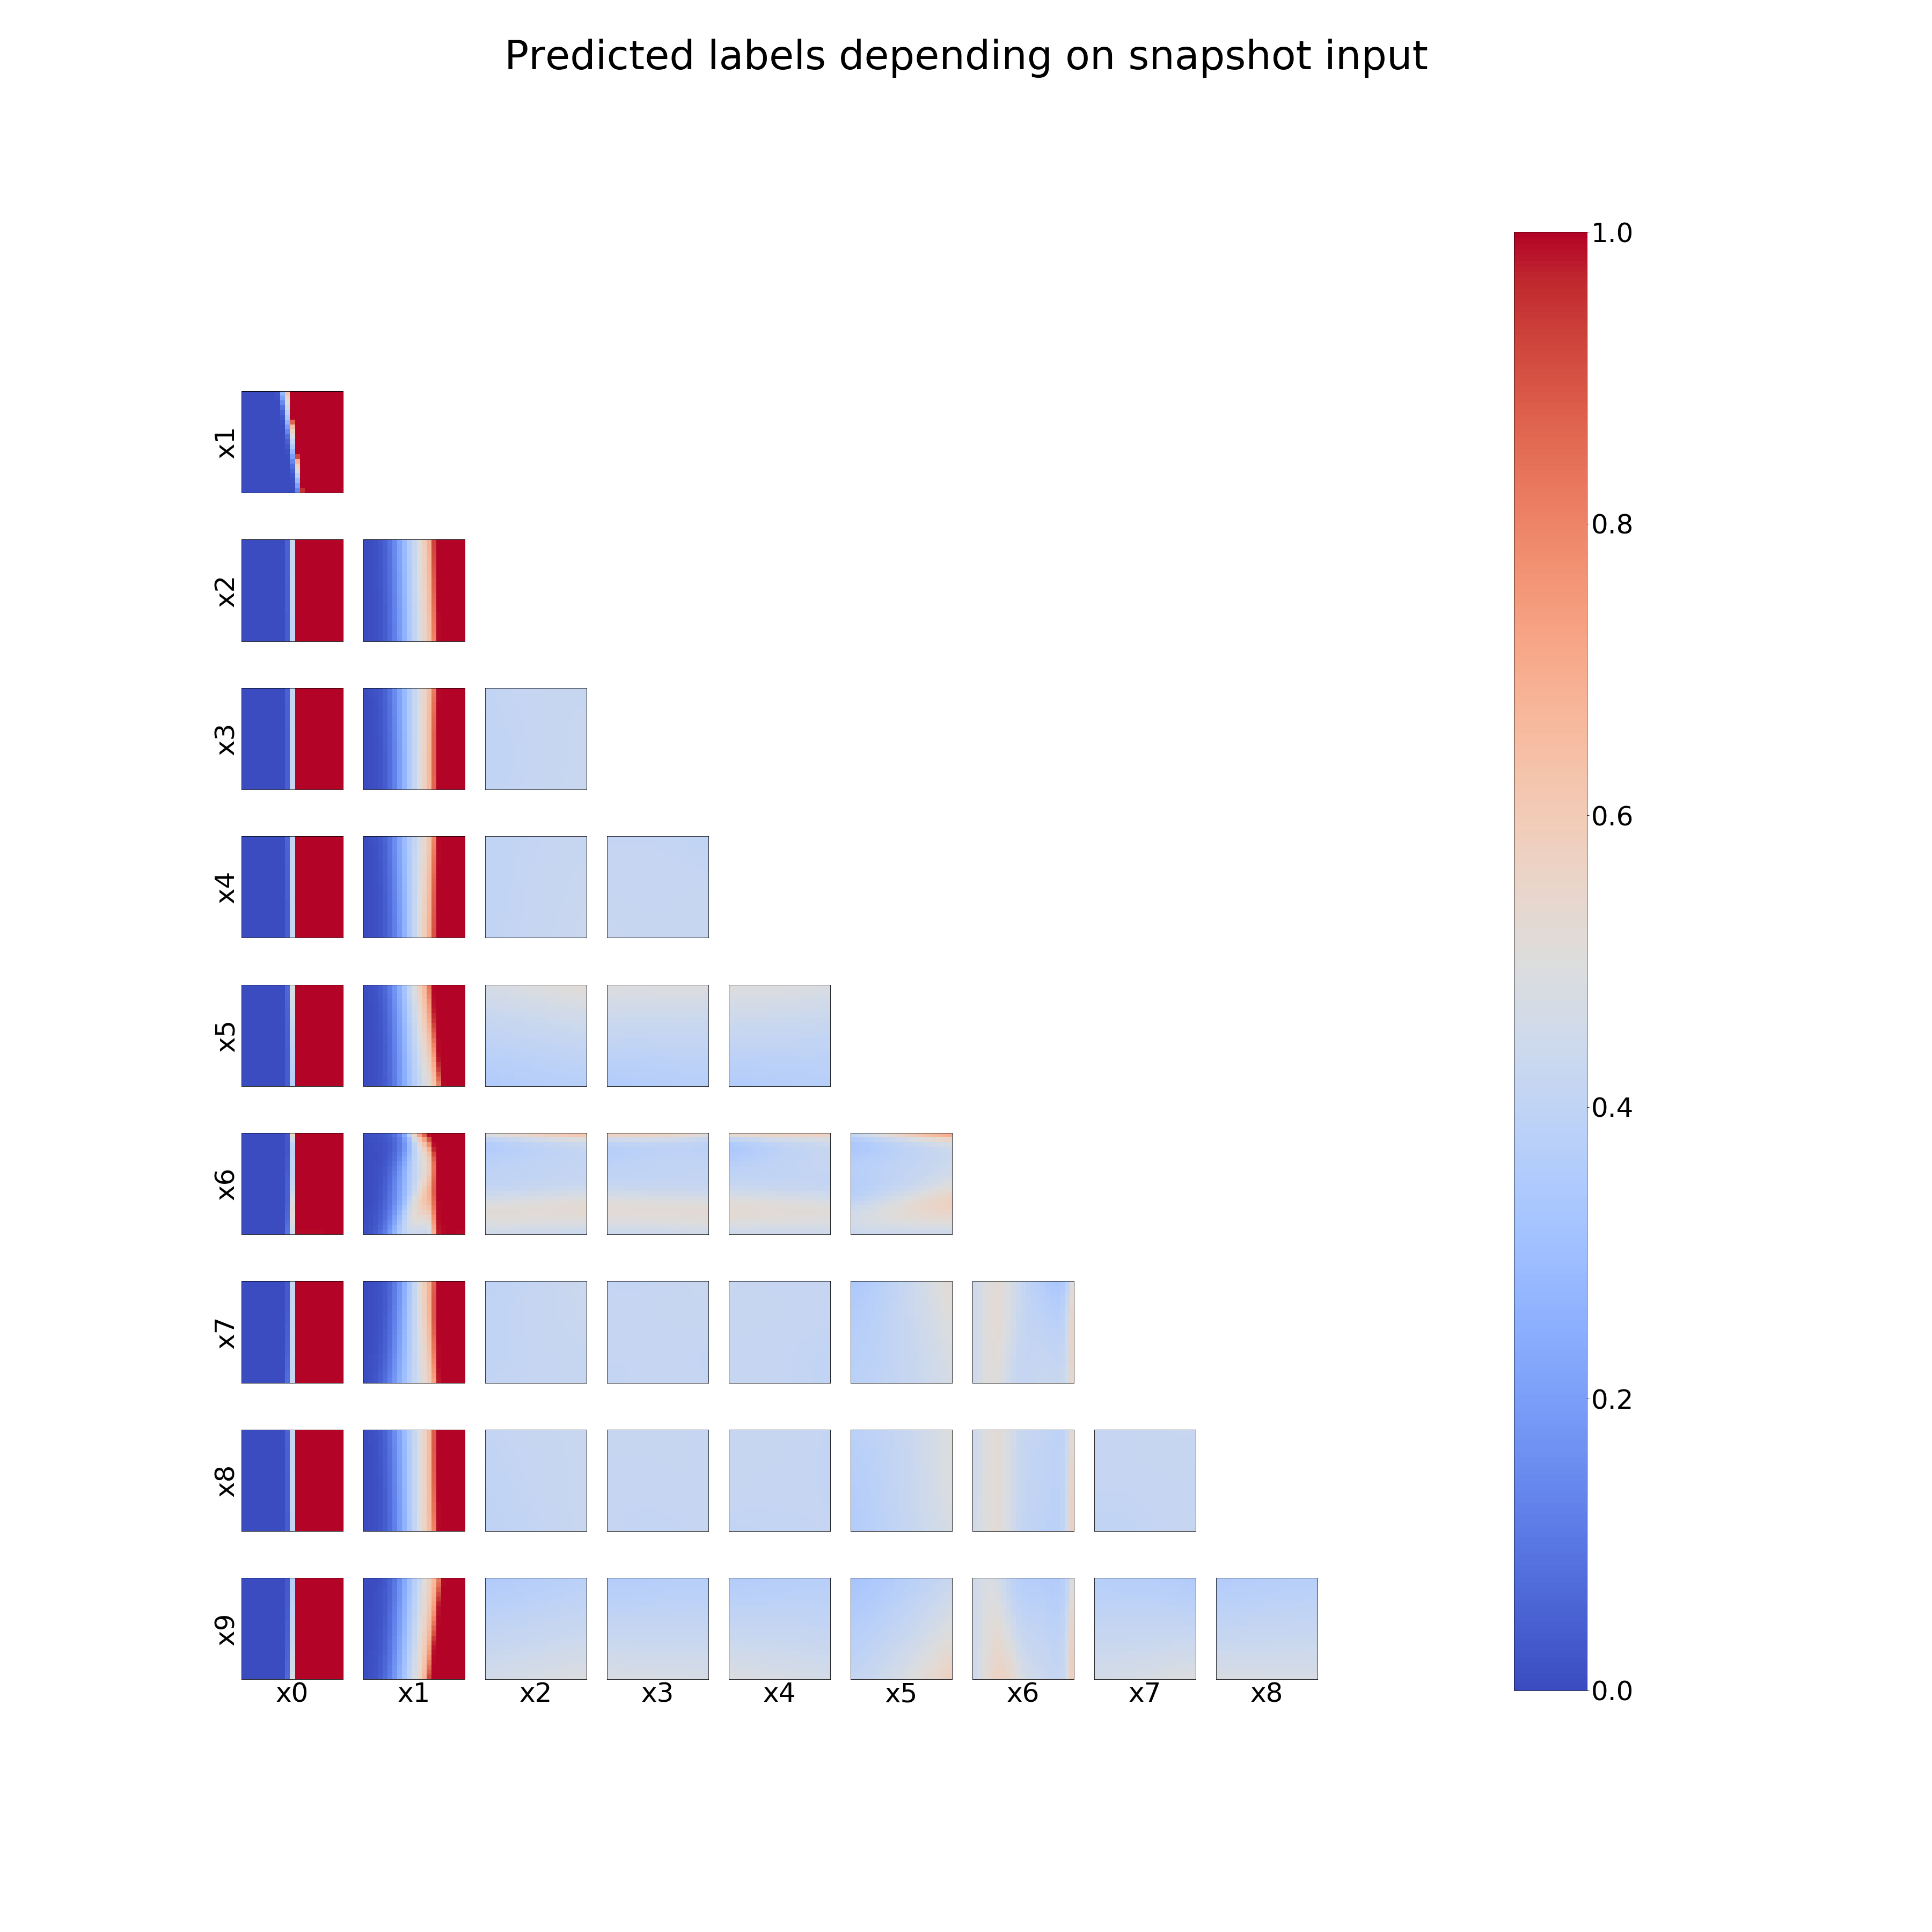 Predicted labels depending on snapshot input
1.0
0.8
0.6
0.4
0.2
0.0
x1
x2
x3
x4
x5
x6
x7
x8
x9
x0 x1 x2 x3 x4 x5 x6 x7 x8